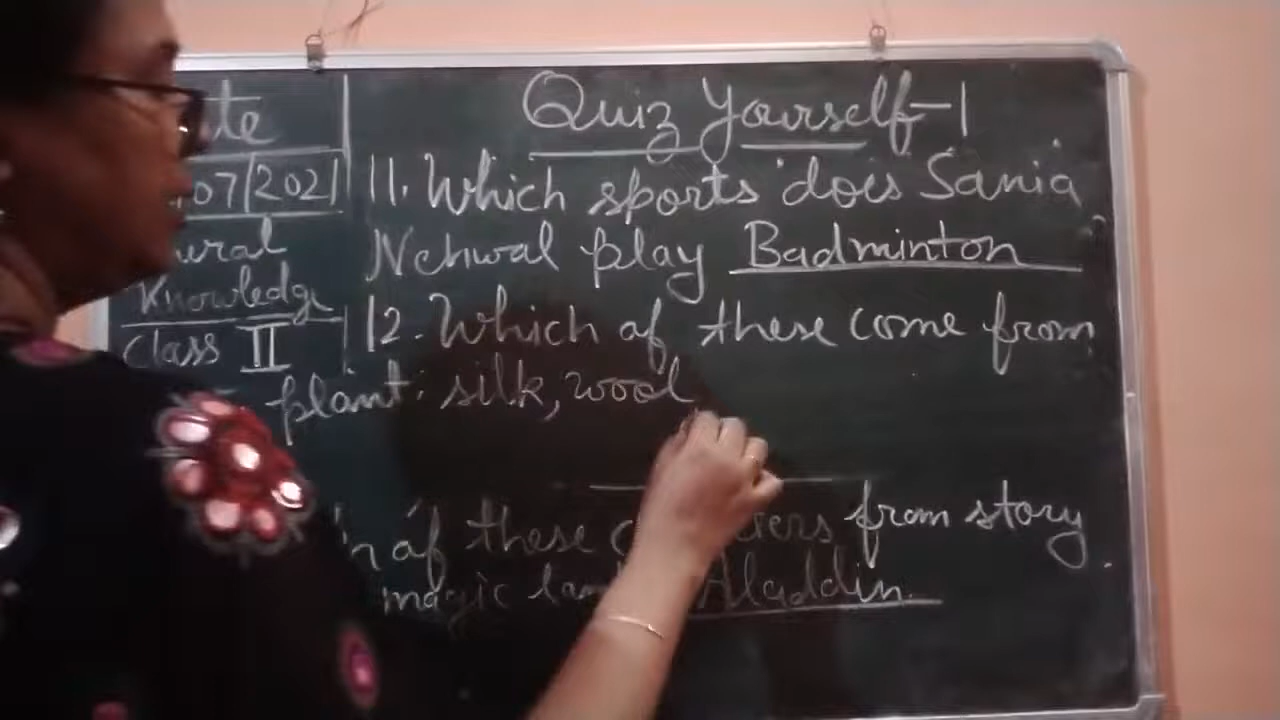 Quiz Yourself-1
07/2021
Knowledge
Class II
11. Which sports does Sania
Nehwal play Badminton
12. Which of these come from
plant: silk, wool
of these from story
magic Aladdin.